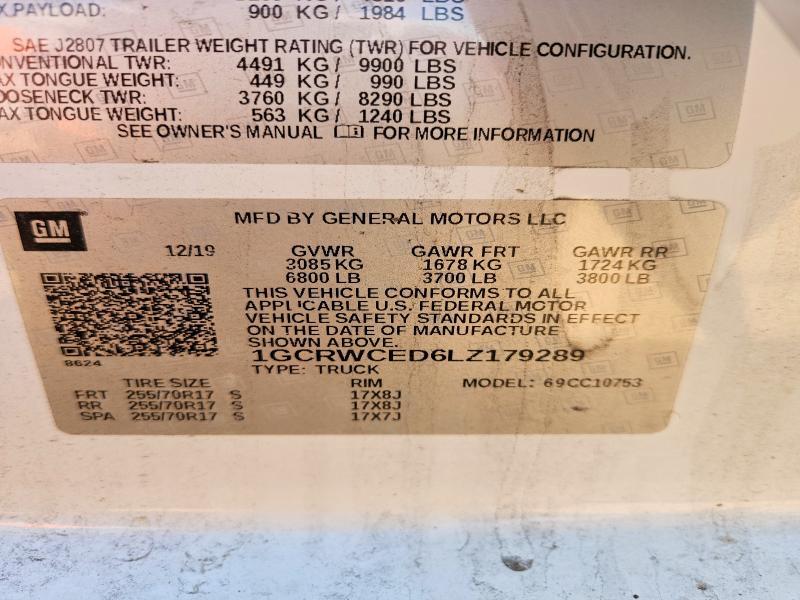 X.PAYLOAD: 900 KG/ 1984 LBS
SAE J2807 TRAILER WEIGHT RATING (TWR) FOR VEHICLE CONFIGURATION.
ONVENTIONAL TWR: 4491 KG/ 9900 LBS
AX TONGUE WEIGHT: 449 KG/ 990 LBS
OOSENECK TWR: 3760 KG/ 8290 LBS
AX TONGUE WEIGHT: 563 KG/ 1240 LBS
SEE OWNER'S MANUAL FOR MORE INFORMATION
GM MFD BY GENERAL MOTORS LLC
12/19 GVWR GAWR FRT GAWR RR
3085 KG 1678 KG 1724 KG
6800 LB 3700 LB 3800 LB
THIS VEHICLE CONFORMS TO ALL
APPLICABLE U.S. FEDERAL MOTOR
VEHICLE SAFETY STANDARDS IN EFFECT
ON THE DATE OF MANUFACTURE
SHOWN ABOVE.
1GCRWCED6LZ179289
8624 TYPE: TRUCK
TIRE SIZE RIM MODEL: 69CC10753
FRT 255/70R17 S 17X8J
RR 255/70R17 S 17X8J
SPA 255/70R17 S 17X7J